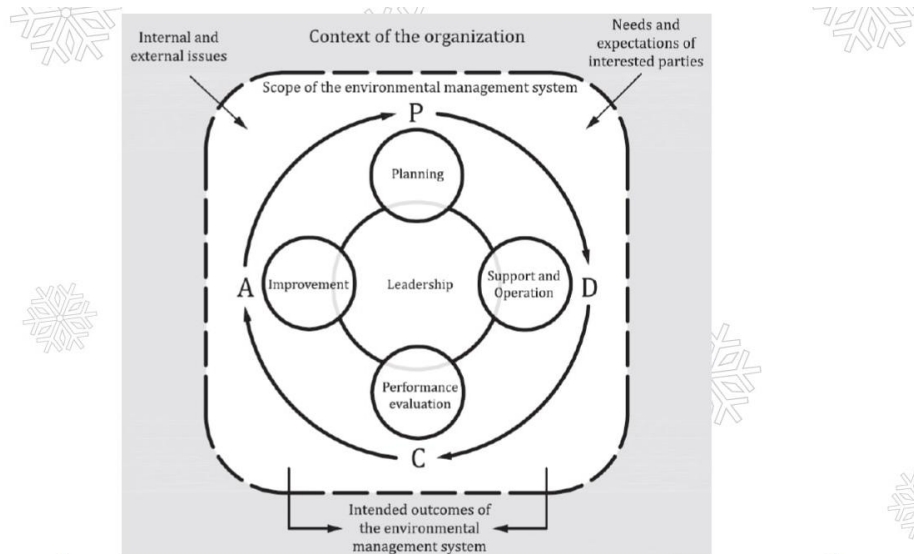 Internal and
external issues
Context of the organization
Needs and
expectations of
interested parties
Scope of the environmental management system
P
Planning
A
Improvement
Leadership
Support and
Operation
D
Performance
evaluation
C
Intended outcomes of
the environmental
management system